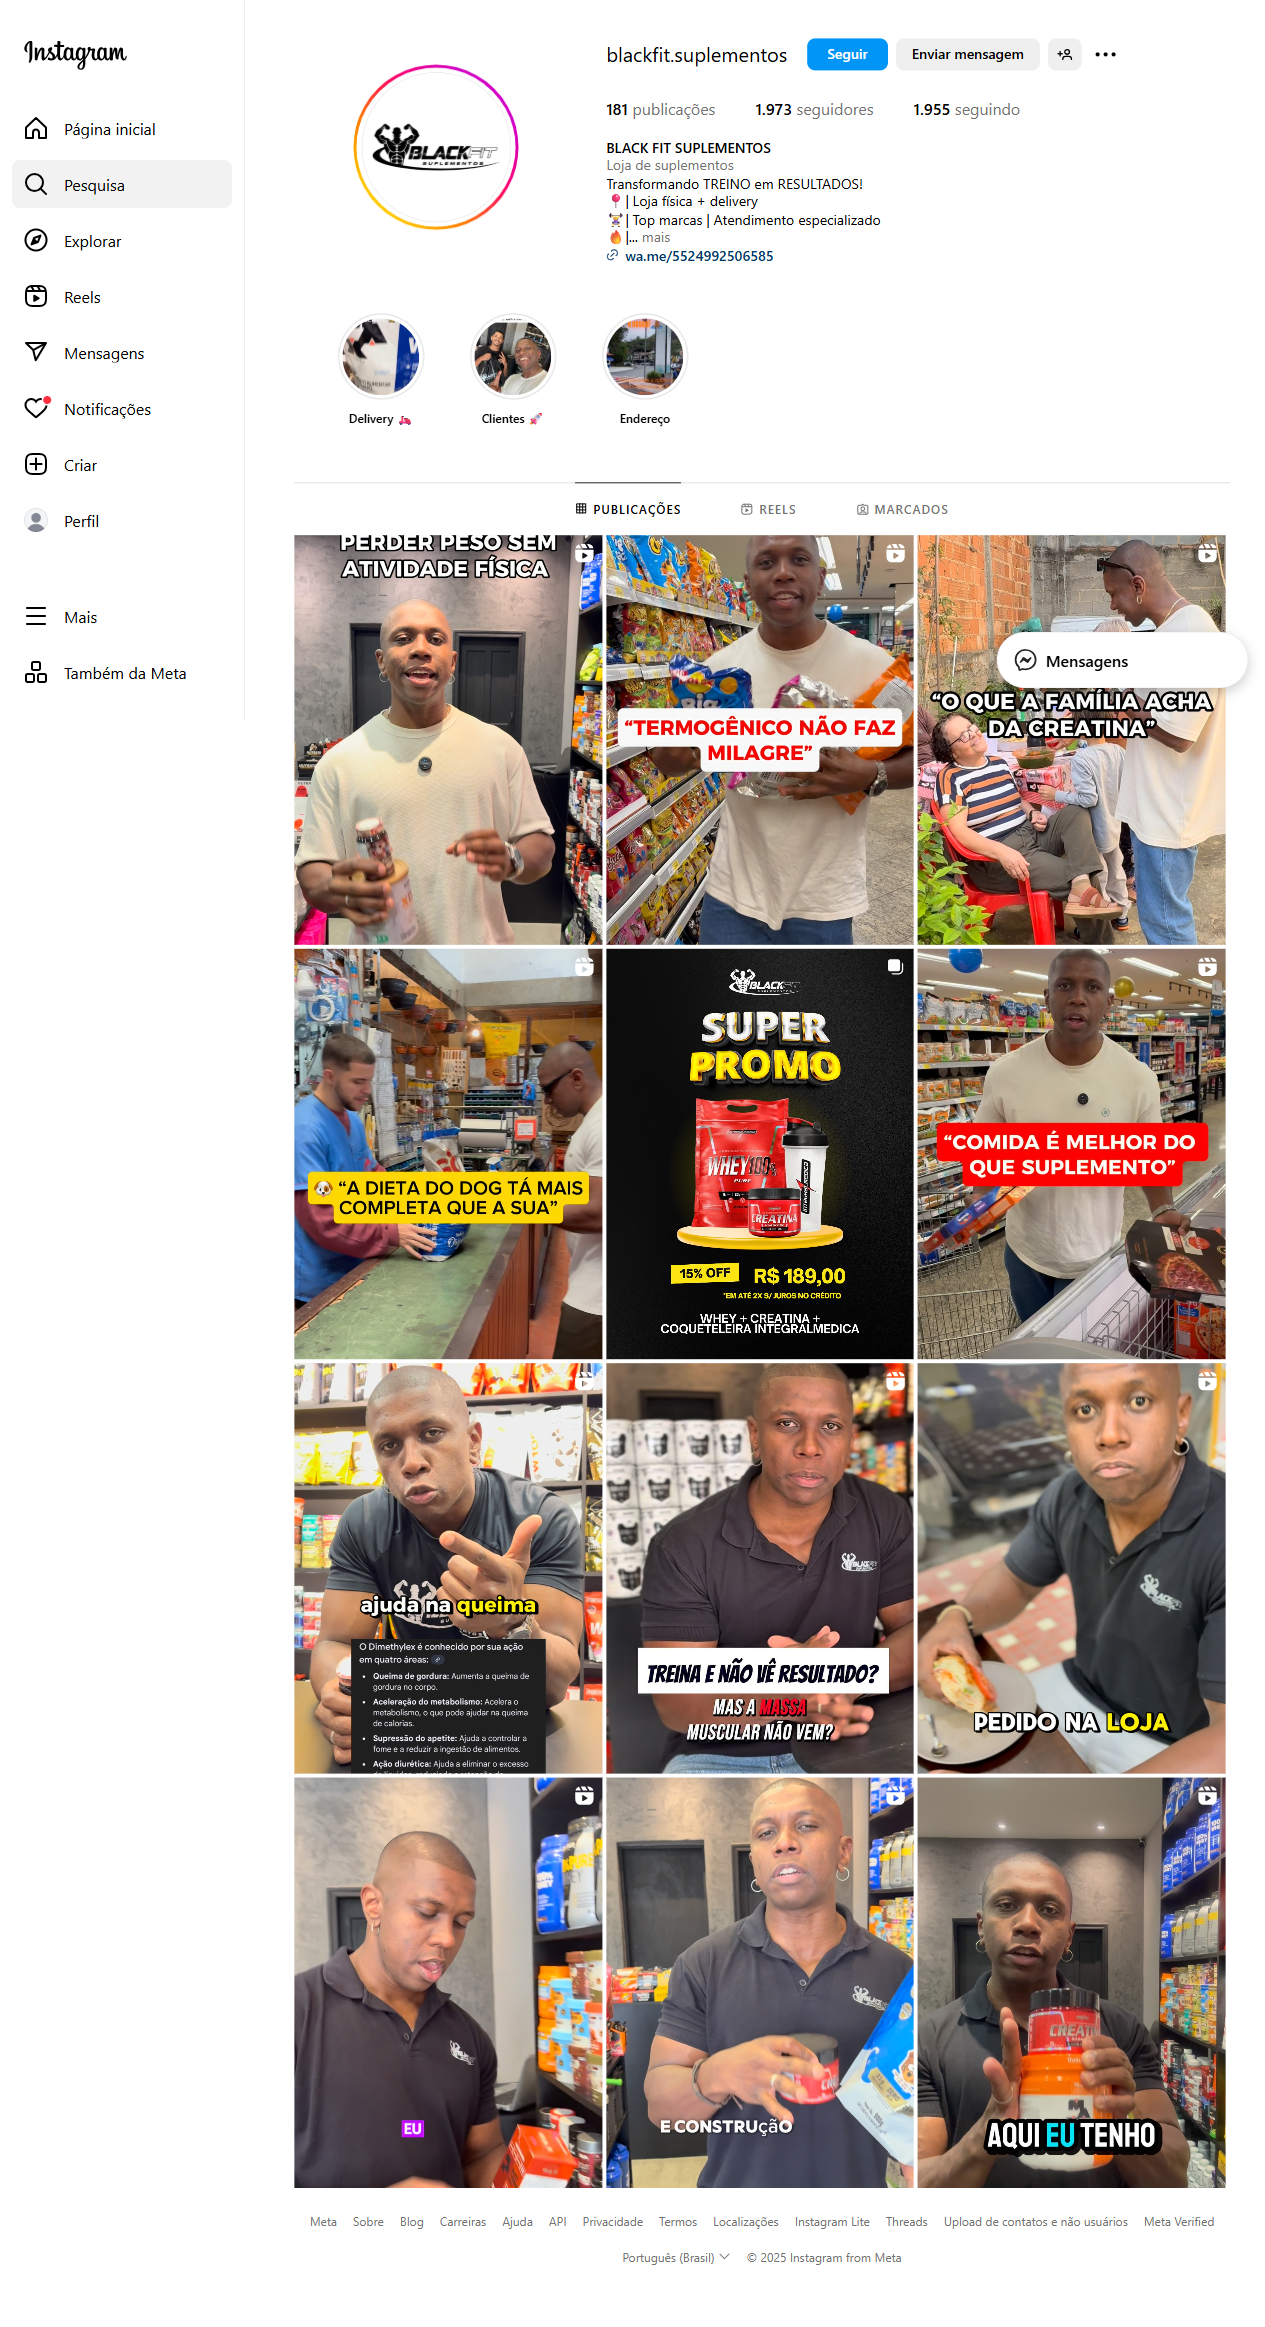 Instagram
Página inicial
Pesquisa
Explorar
Reels
Mensagens
Notificações
Criar
Perfil
Mais
Também da Meta
blackfit.suplementos
Seguir
Enviar mensagem
181 publicações
1.973 seguidores
1.955 seguindo
BLACK FIT SUPLEMENTOS
Loja de suplementos
Transformando TREINO em RESULTADOS!
📍| Loja física + delivery
🏋️| Top marcas | Atendimento especializado
🔥|... mais
wa.me/5524992506585
BLACKFIT
SUPLEMENTOS
Delivery 🛵
Clientes 🚀
Endereço
PUBLICAÇÕES
REELS
MARCADOS
PERDER PESO SEM
ATIVIDADE FÍSICA
“TERMOGÊNICO NÃO FAZ
MILAGRE”
Mensagens
“O QUE A FAMÍLIA ACHA
DA CREATINA”
🐶 “A DIETA DO DOG TÁ MAIS
COMPLETA QUE A SUA”
BLACKFIT
SUPER
PROMO
WHEY 100%
PURE
CREATINA
15% OFF
R$ 189,00
*EM ATÉ 2X S/ JUROS NO CRÉDITO
WHEY + CREATINA +
COQUETELEIRA INTEGRALMEDICA
“COMIDA É MELHOR DO
QUE SUPLEMENTO”
ajuda na queima
O Dimethylex é conhecido por sua ação
em quatro áreas:
• Queima de gordura: Aumenta a queima de
gordura no corpo.
• Aceleração do metabolismo: Acelera o
metabolismo, o que pode ajudar na queima
de calorias.
• Supressão do apetite: Ajuda a controlar a
fome e a reduzir a ingestão de alimentos.
• Ação diurética: Ajuda a eliminar o excesso
BLACKFIT
TREINA E NÃO VÊ RESULTADO?
MAS A MASSA
MUSCULAR NÃO VEM?
BLACKFIT
PEDIDO NA LOJA
EU
BLACKFIT
E CONSTRUçãO
CREATINA
AQUI EU TENHO
Meta
Sobre
Blog
Carreiras
Ajuda
API
Privacidade
Termos
Localizações
Instagram Lite
Threads
Upload de contatos e não usuários
Meta Verified
Português (Brasil)
© 2025 Instagram from Meta